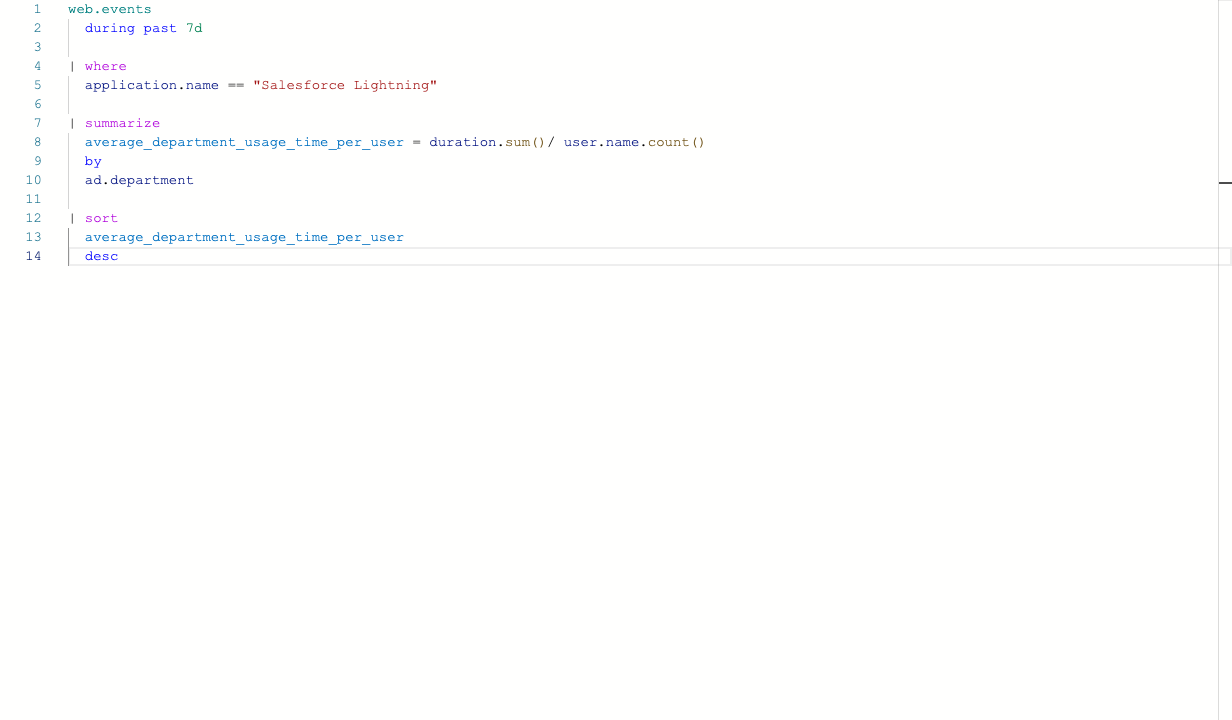 1 web.events
2 during past 7d
3
4 | where
5 application.name == "Salesforce Lightning"
6
7 | summarize
8 average_department_usage_time_per_user = duration.sum()/ user.name.count()
9 by
10 ad.department
11
12 | sort
13 average_department_usage_time_per_user
14 desc